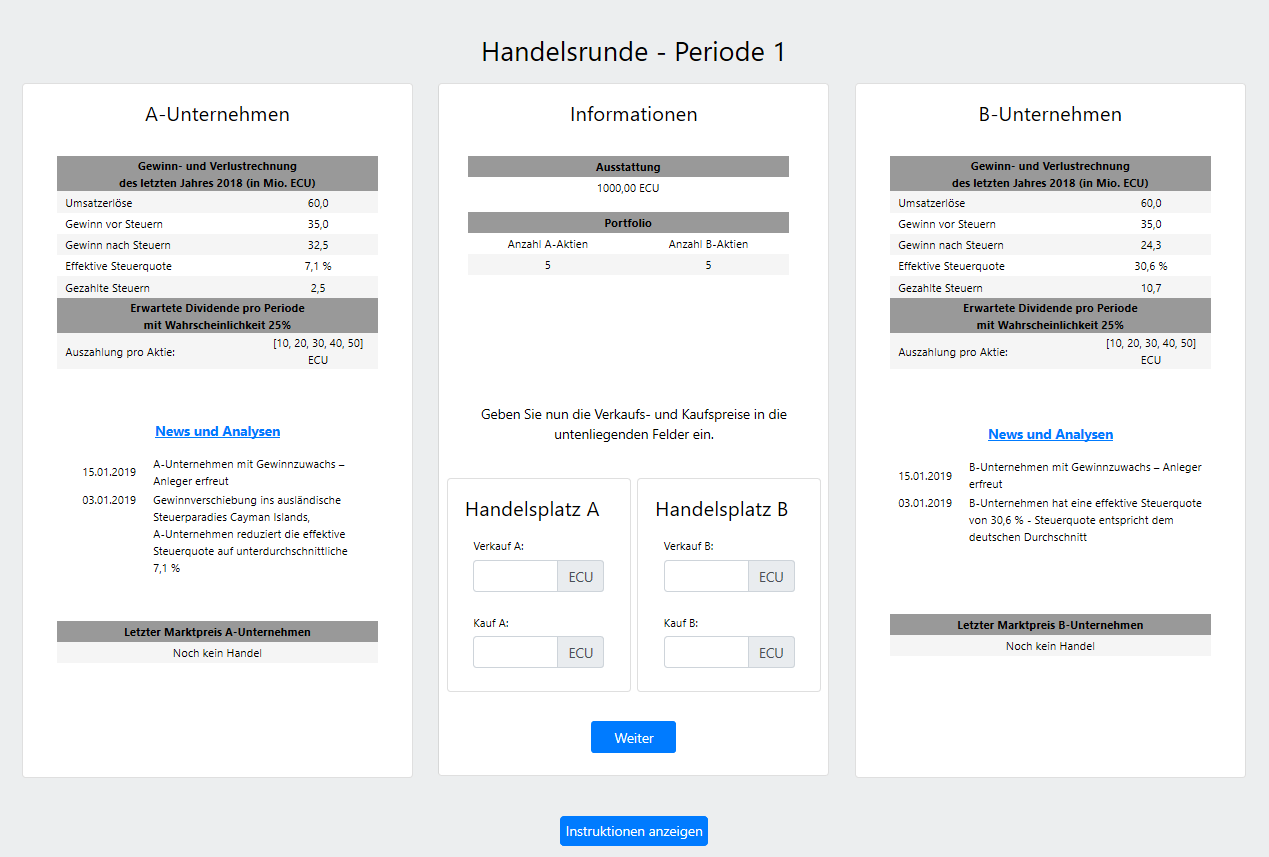 Handelsrunde - Periode 1
A-Unternehmen
Gewinn- und Verlustrechnung
des letzten Jahres 2018 (in Mio. ECU)
Umsatzerlöse 60,0
Gewinn vor Steuern 35,0
Gewinn nach Steuern 32,5
Effektive Steuerquote 7,1 %
Gezahlte Steuern 2,5
Erwartete Dividende pro Periode
mit Wahrscheinlichkeit 25%
Auszahlung pro Aktie: [10, 20, 30, 40, 50]
ECU
News und Analysen
15.01.2019 A-Unternehmen mit Gewinnzuwachs –
Anleger erfreut
03.01.2019 Gewinnverschiebung ins ausländische
Steuerparadies Cayman Islands,
A-Unternehmen reduziert die effektive
Steuerquote auf unterdurchschnittliche
7,1 %
Letzter Marktpreis A-Unternehmen
Noch kein Handel
Informationen
Ausstattung
1000,00 ECU
Portfolio
Anzahl A-Aktien Anzahl B-Aktien
5 5
Geben Sie nun die Verkaufs- und Kaufspreise in die
untenliegenden Felder ein.
Handelsplatz A
Verkauf A:
ECU
Kauf A:
ECU
Handelsplatz B
Verkauf B:
ECU
Kauf B:
ECU
Weiter
B-Unternehmen
Gewinn- und Verlustrechnung
des letzten Jahres 2018 (in Mio. ECU)
Umsatzerlöse 60,0
Gewinn vor Steuern 35,0
Gewinn nach Steuern 24,3
Effektive Steuerquote 30,6 %
Gezahlte Steuern 10,7
Erwartete Dividende pro Periode
mit Wahrscheinlichkeit 25%
Auszahlung pro Aktie: [10, 20, 30, 40, 50]
ECU
News und Analysen
15.01.2019 B-Unternehmen mit Gewinnzuwachs – Anleger
erfreut
03.01.2019 B-Unternehmen hat eine effektive Steuerquote
von 30,6 % - Steuerquote entspricht dem
deutschen Durchschnitt
Letzter Marktpreis B-Unternehmen
Noch kein Handel
Instruktionen anzeigen